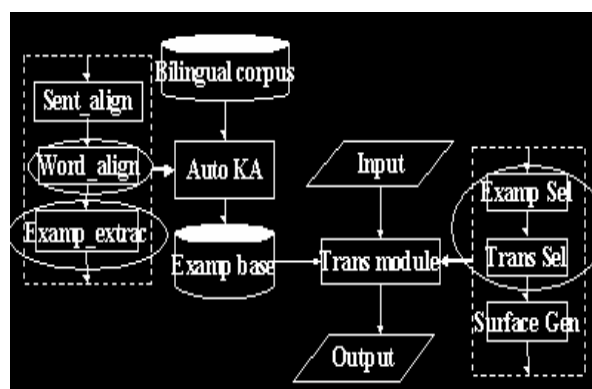 Bilingual corpus
Sent_align
Word_align
Auto KA
Input
Examp Sel
Examp_extrac
Examp base
Trans module
Trans Sel
Surface Gen
Output